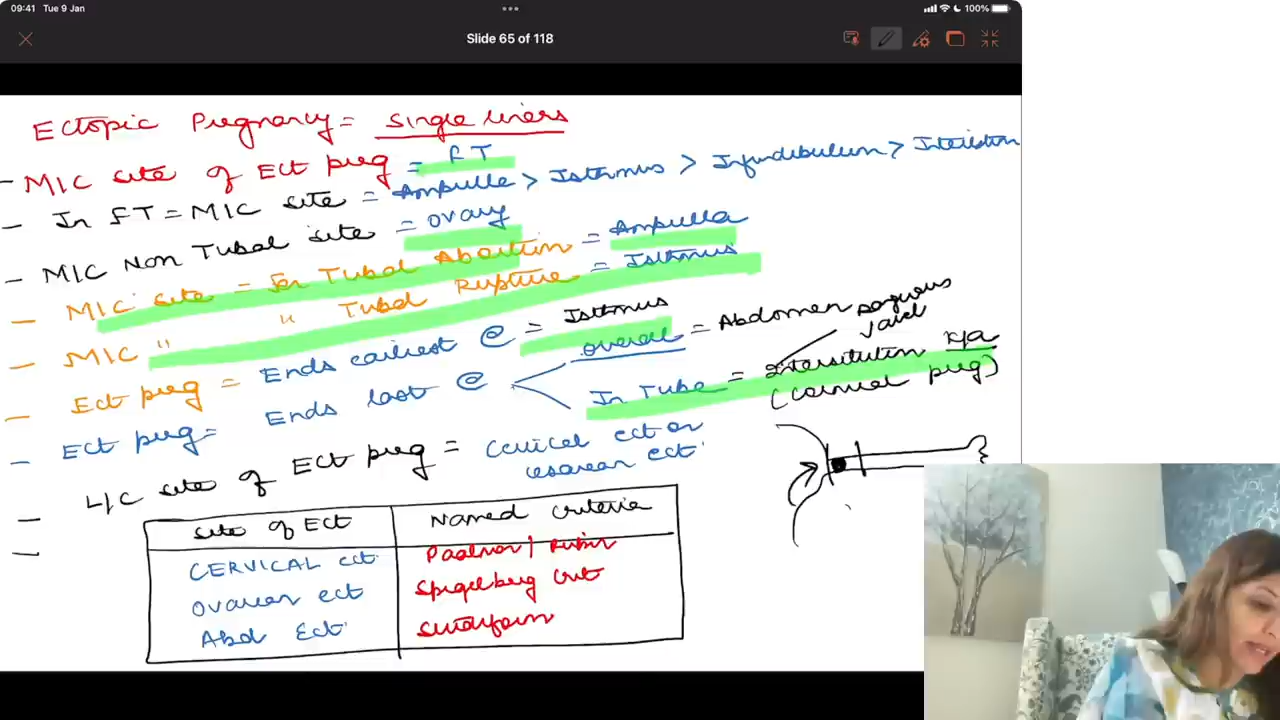 09:41 Tue 9 Jan
100%
Slide 65 of 118
Ectopic Pregnancy = Single liners
- MIC site of Ect preg = FT
- In FT = MIC site = Ampulla > Isthmus > Infundibulum > Interstitium
- MIC Non Tubal site = ovary
- MIC site = For Tubal Abortion = Ampulla
- MIC " " Tubal Rupture = Isthmus
- Ect preg = Ends earliest @ = Isthmus
- Ect preg = Ends last @ overall = Abdomen
In Tube = Interstitium
(cornual preg)
- L/C site of Ect preg = Cervical ect or
cesarean ect
Site of Ect Named Criteria
CERVICAL ect Paalman / Rubin
Ovarian ect Spigelberg crit
Abd Ect Studdiform